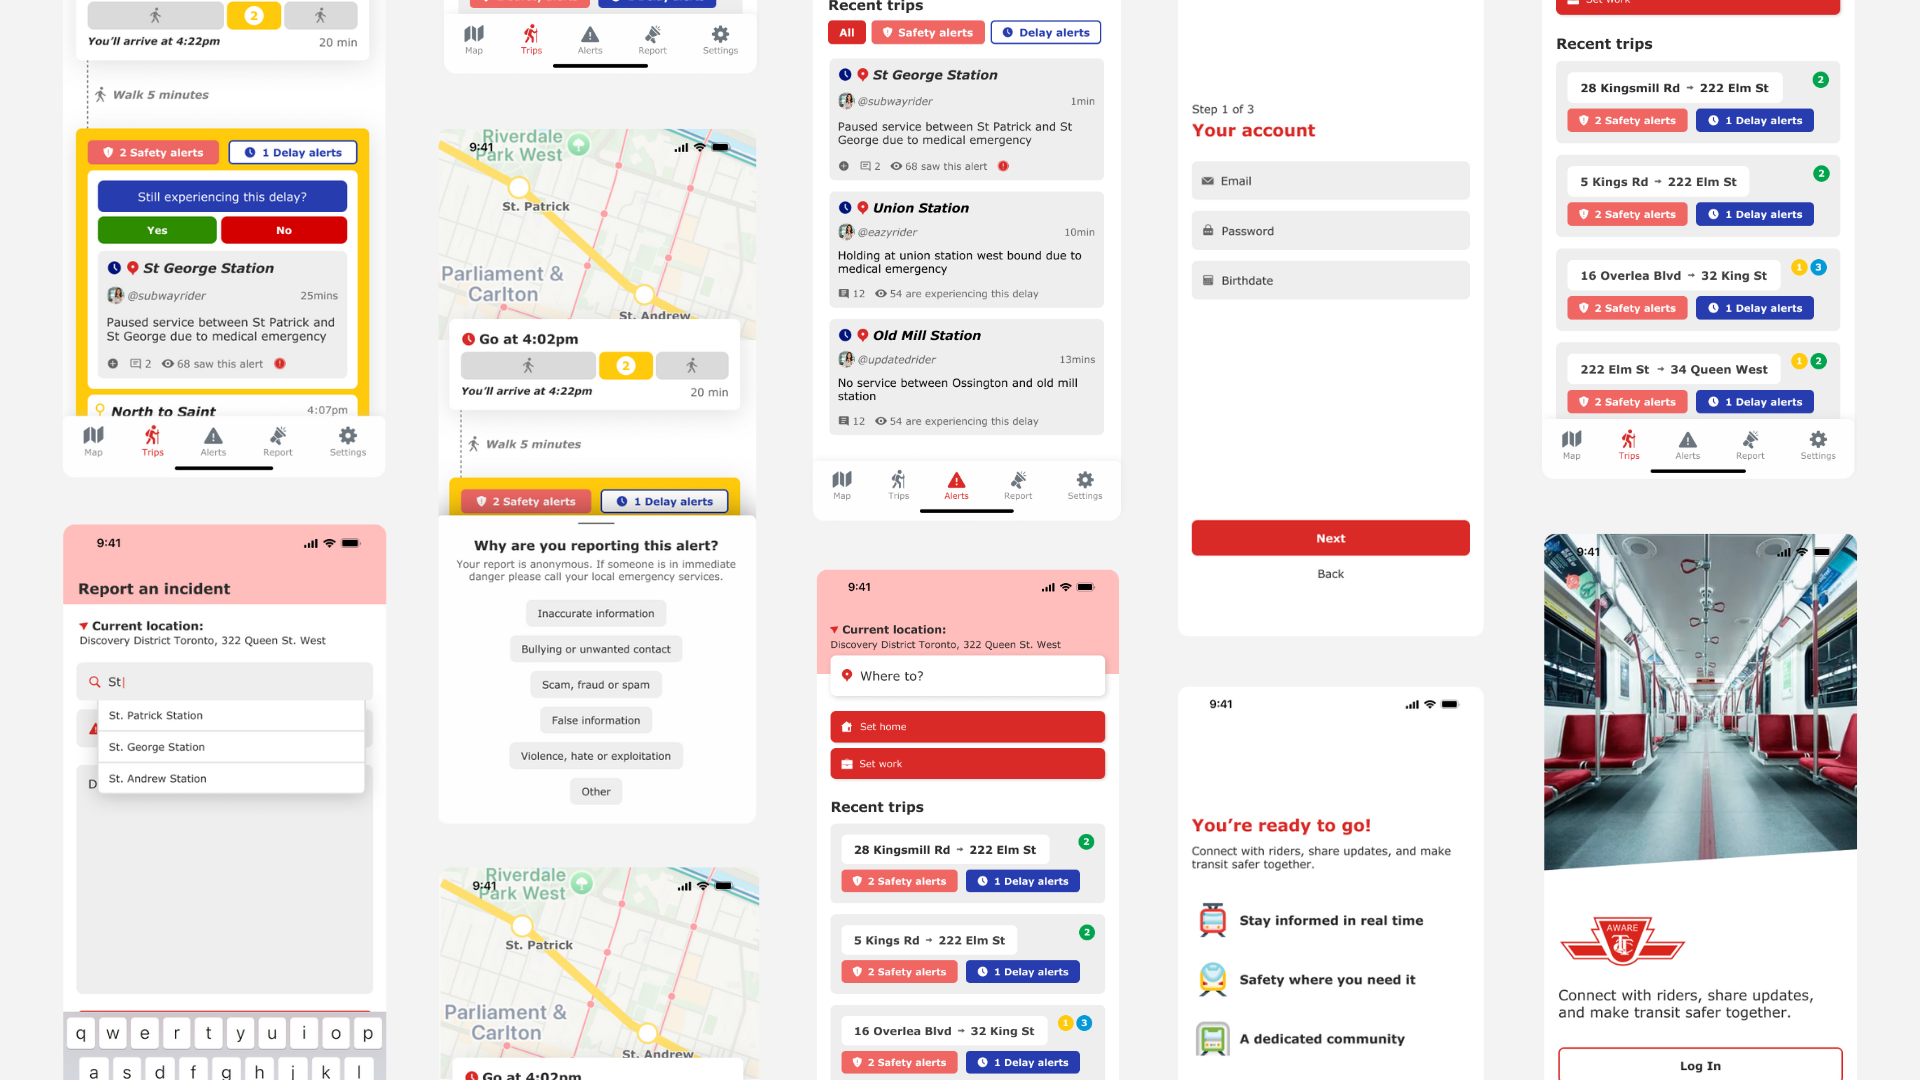 2
You'll arrive at 4:22pm
20 min
Walk 5 minutes
2 Safety alerts
1 Delay alerts
Still experiencing this delay?
Yes
No
St George Station
@subwayrider
25mins
Paused service between St Patrick and
St George due to medical emergency
2
68 saw this alert
North to Saint
4:07pm
Map
Trips
Alerts
Report
Settings
9:41
Report an incident
Current location:
Discovery District Toronto, 322 Queen St. West
St
St. Patrick Station
St. George Station
St. Andrew Station
D
q w e r t y u i o p
a s d f g h j k l
2 Safety alerts
1 Delay alerts
Map
Trips
Alerts
Report
Settings
Riverdale
Park West
9:41
St. Patrick
Parliament &
Carlton
St. Andrew
Go at 4:02pm
2
You'll arrive at 4:22pm
20 min
Walk 5 minutes
2 Safety alerts
1 Delay alerts
Why are you reporting this alert?
Your report is anonymous. If someone is in immediate
danger please call your local emergency services.
Inaccurate information
Bullying or unwanted contact
Scam, fraud or spam
False information
Violence, hate or exploitation
Other
Riverdale
Park West
9:41
St. Patrick
Parliament &
Carlton
St. Andrew
Go at 4:02pm
Recent trips
All
Safety alerts
Delay alerts
St George Station
@subwayrider
1min
Paused service between St Patrick and St
George due to medical emergency
2
68 saw this alert
Union Station
@eazyrider
10min
Holding at union station west bound due to
medical emergency
12
54 are experiencing this delay
Old Mill Station
@updatedrider
13mins
No service between Ossington and old mill
station
12
54 are experiencing this delay
Map
Trips
Alerts
Report
Settings
9:41
Current location:
Discovery District Toronto, 322 Queen St. West
Where to?
Set home
Set work
Recent trips
28 Kingsmill Rd → 222 Elm St
2
2 Safety alerts
1 Delay alerts
5 Kings Rd → 222 Elm St
2
2 Safety alerts
1 Delay alerts
16 Overlea Blvd → 32 King St
1 3
2 Safety alerts
1 Delay alerts
Step 1 of 3
Your account
Email
Password
Birthdate
Next
Back
9:41
You're ready to go!
Connect with riders, share updates, and make
transit safer together.
Stay informed in real time
Safety where you need it
A dedicated community
Set work
Recent trips
28 Kingsmill Rd → 222 Elm St
2
2 Safety alerts
1 Delay alerts
5 Kings Rd → 222 Elm St
2
2 Safety alerts
1 Delay alerts
16 Overlea Blvd → 32 King St
1 3
2 Safety alerts
1 Delay alerts
222 Elm St → 34 Queen West
1 2
2 Safety alerts
1 Delay alerts
Map
Trips
Alerts
Report
Settings
9:41
AWARE
TTC
Connect with riders, share updates,
and make transit safer together.
Log In